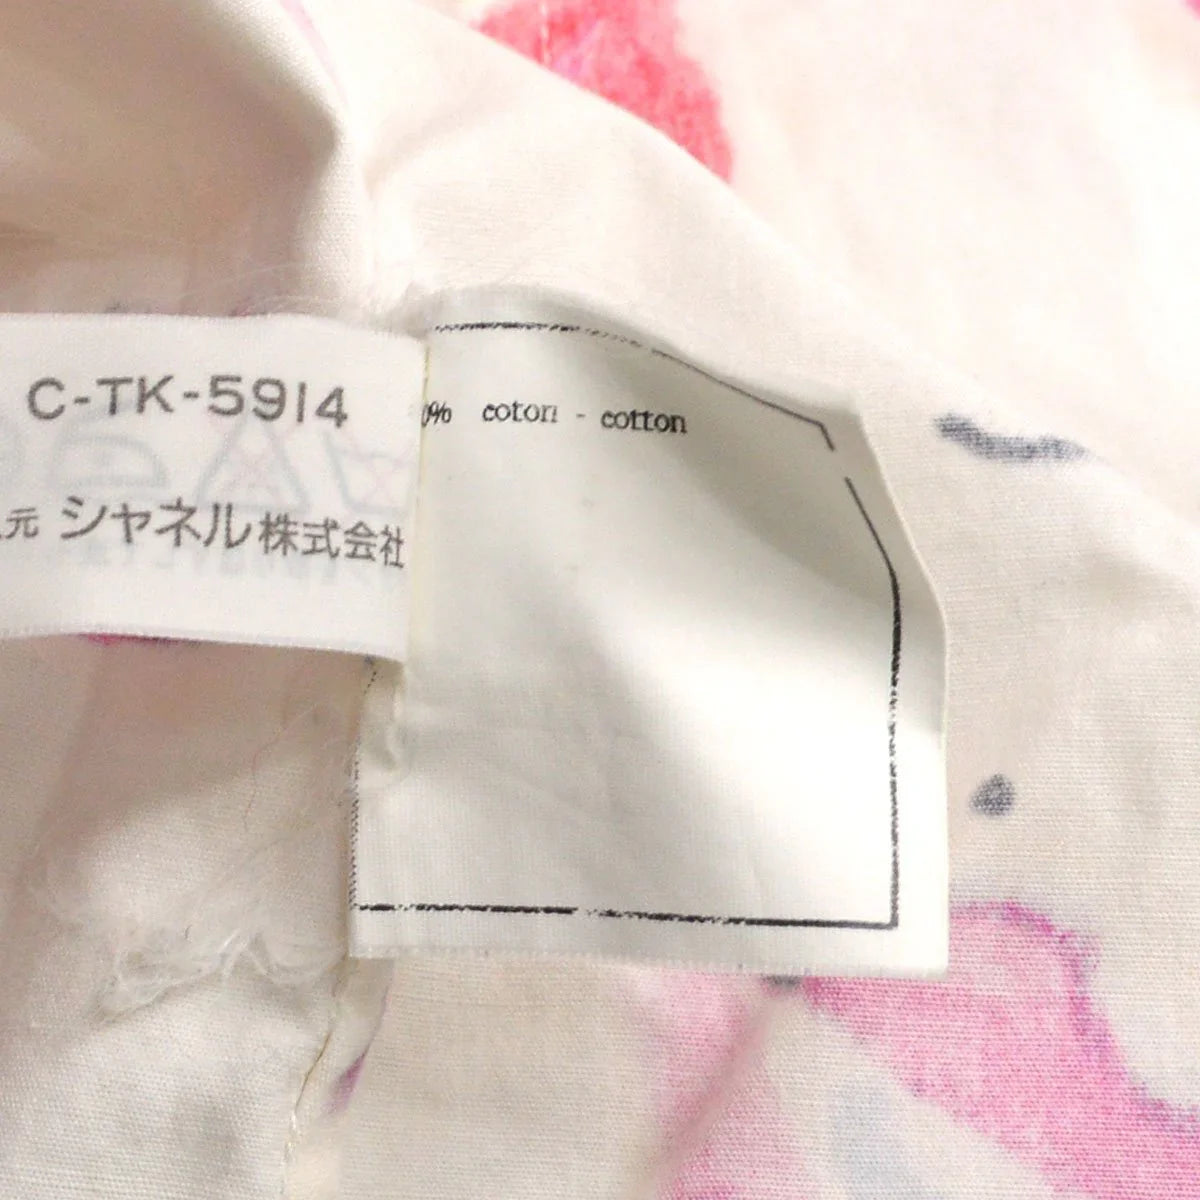 C-TK-5914
元 シャネル株式会社
0% coton - cotton